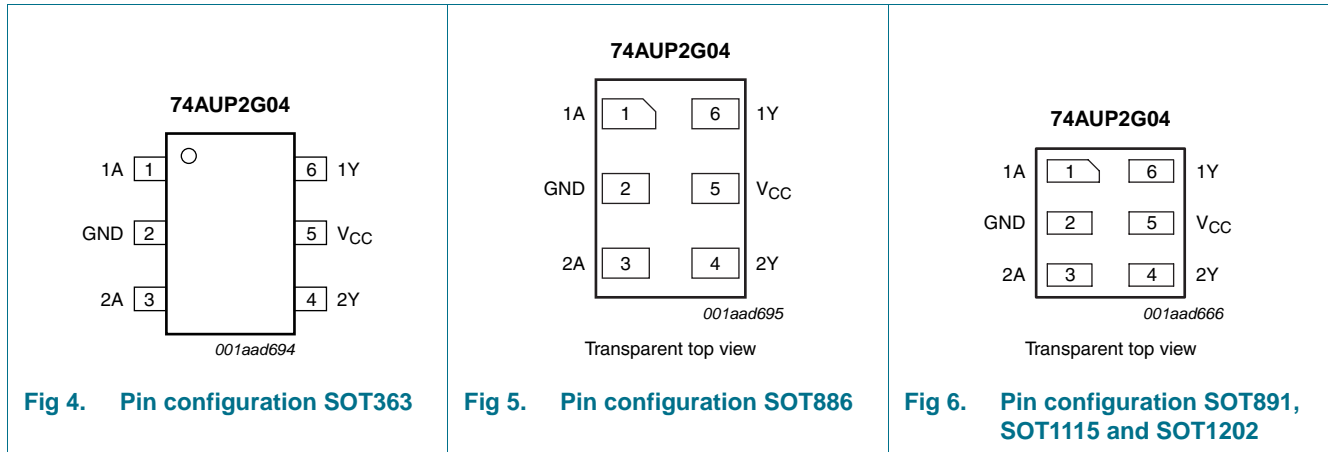 74AUP2G04
1A 1 6 1Y
GND 2 5 VCC
2A 3 4 2Y
001aad694
Fig 4. Pin configuration SOT363
74AUP2G04
1A 1 6 1Y
GND 2 5 VCC
2A 3 4 2Y
001aad695
Transparent top view
Fig 5. Pin configuration SOT886
74AUP2G04
1A 1 6 1Y
GND 2 5 VCC
2A 3 4 2Y
001aad666
Transparent top view
Fig 6. Pin configuration SOT891,
SOT1115 and SOT1202